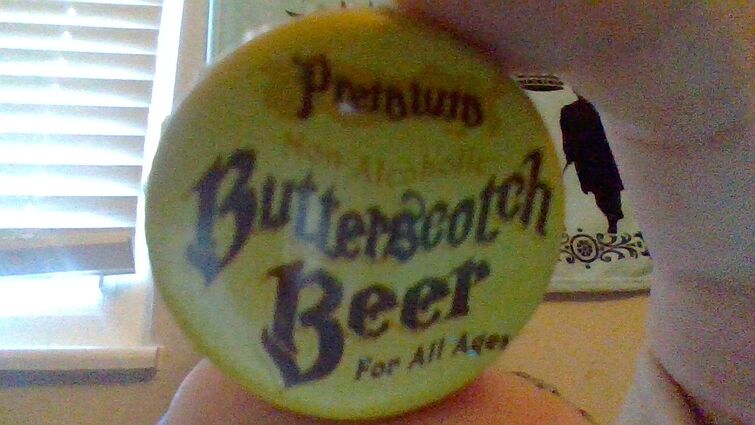 Premium
Non Alcoholic
Butterscotch
Beer
For All Ages